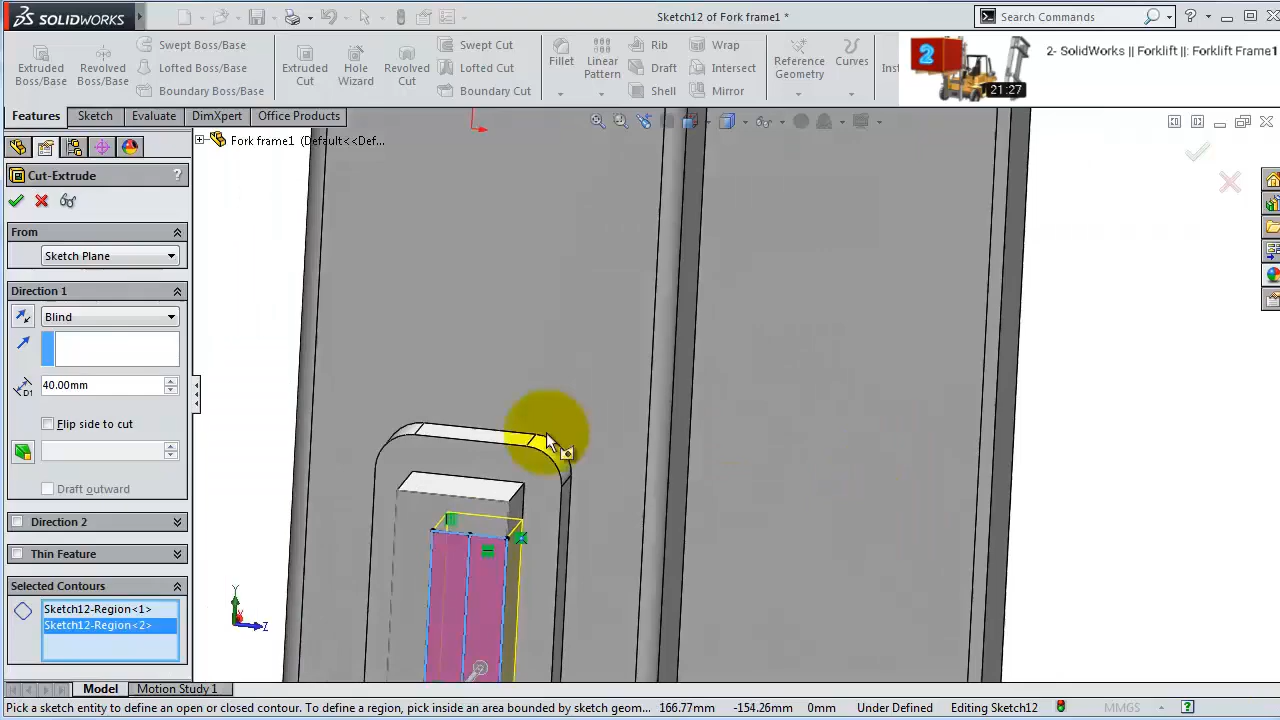 SOLIDWORKS
Sketch12 of Fork frame1 *
Search Commands
?
Extruded Boss/Base
Revolved Boss/Base
Swept Boss/Base
Lofted Boss/Base
Boundary Boss/Base
Extruded Cut
Hole Wizard
Revolved Cut
Swept Cut
Lofted Cut
Boundary Cut
Fillet
Linear Pattern
Rib
Draft
Shell
Wrap
Intersect
Mirror
Reference Geometry
Curves
Inst
2
21:27
2- SolidWorks || Forklift ||: Forklift Frame1
Features
Sketch
Evaluate
DimXpert
Office Products
Fork frame1 (Default<<Def...
Cut-Extrude
?
From
Sketch Plane
Direction 1
Blind
D1
40.00mm
Flip side to cut
Draft outward
Direction 2
Thin Feature
Selected Contours
Sketch12-Region<1>
Sketch12-Region<2>
Y
Z
Model
Motion Study 1
Pick a sketch entity to define an open or closed contour. To define a region, pick inside an area bounded by sketch geom... 166.77mm -154.26mm 0mm Under Defined Editing Sketch12 MMGS ?